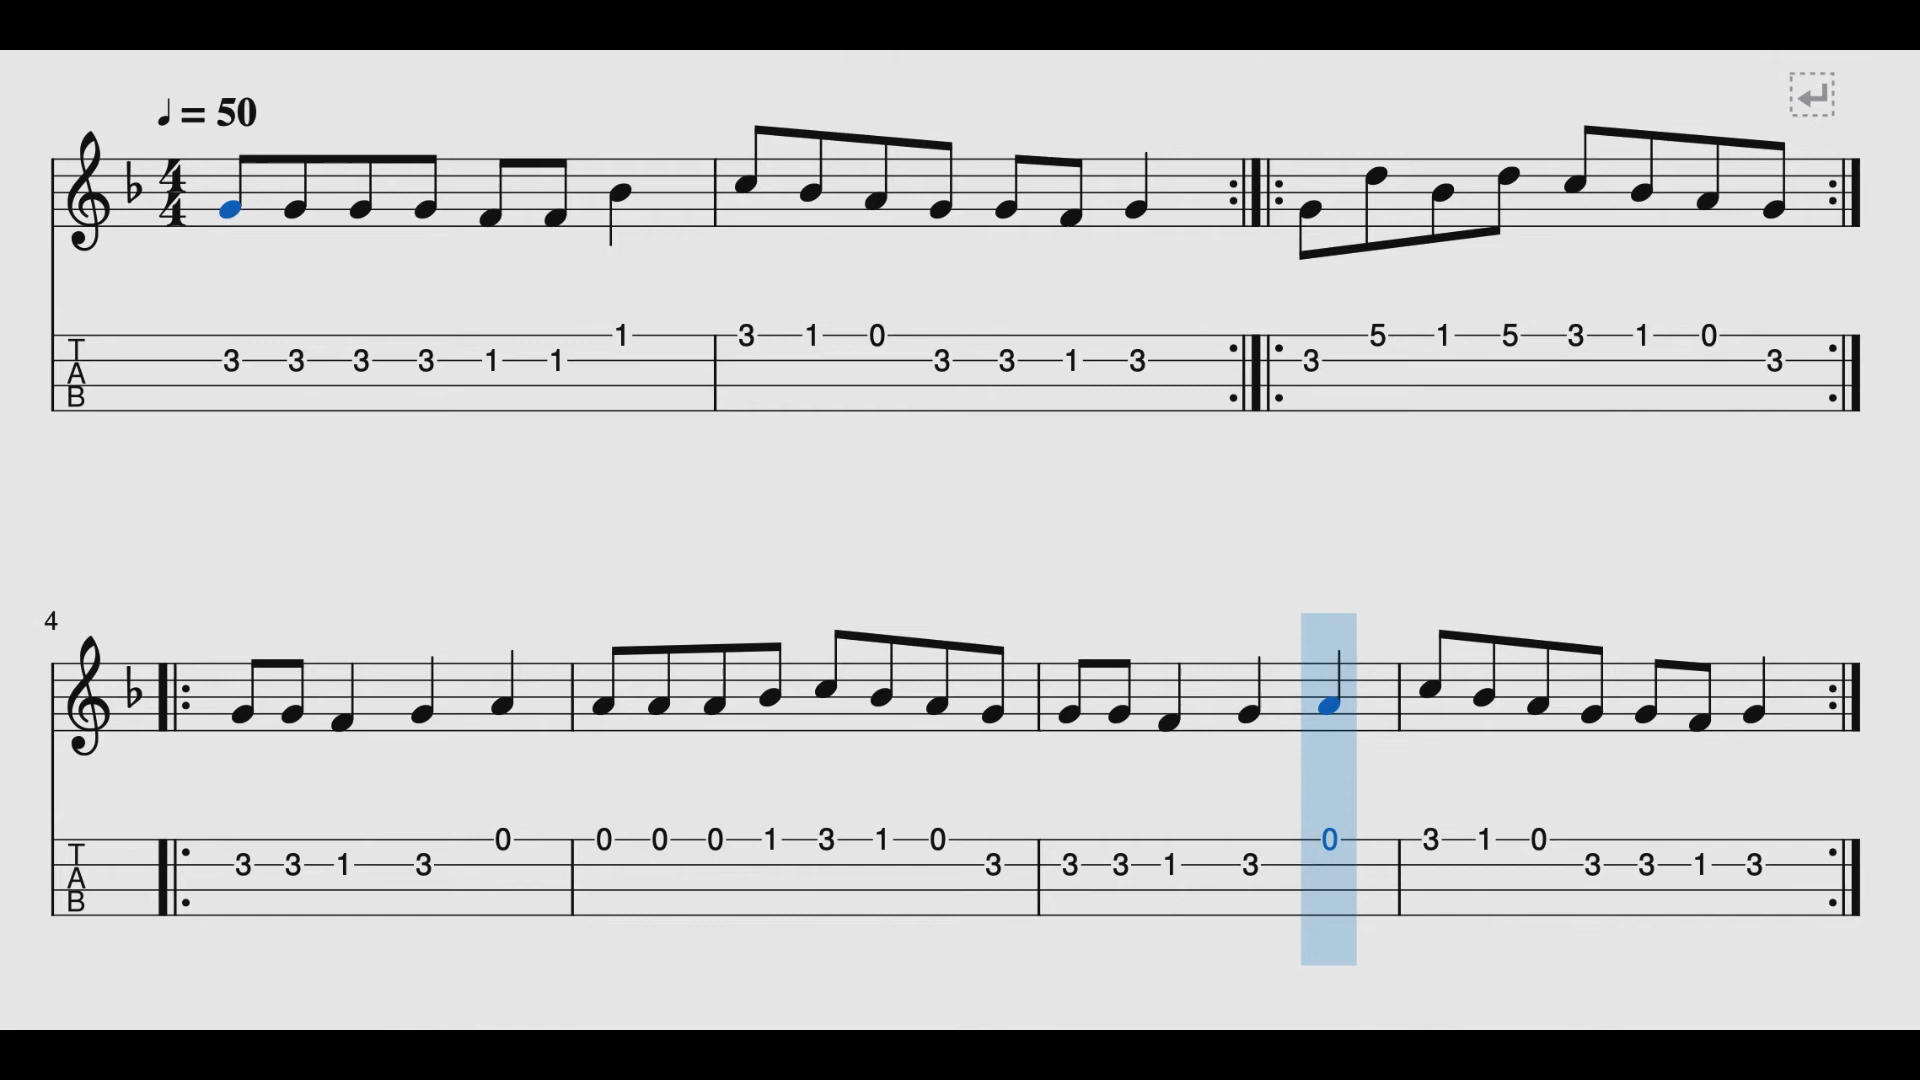 ♩ = 50
4
4
T
A
B
1
3 3 3 3 1 1
3 1 0
3 3 1 3
5 1 5 3 1 0
3 3
4
T
A
B
0 0 0 0 1 3 1 0 0 3 1 0
3 3 1 3 3 3 3 1 3 3 3 1 3